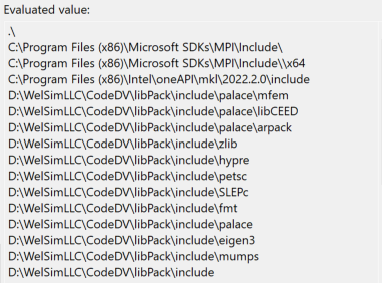 Evaluated value:
.\
C:\Program Files (x86)\Microsoft SDKs\MPI\Include\
C:\Program Files (x86)\Microsoft SDKs\MPI\Include\\x64
C:\Program Files (x86)\Intel\oneAPI\mkl\2022.2.0\include
D:\WelSimLLC\CodeDV\libPack\include\palace\mfem
D:\WelSimLLC\CodeDV\libPack\include\palace\libCEED
D:\WelSimLLC\CodeDV\libPack\include\palace\arpack
D:\WelSimLLC\CodeDV\libPack\include\zlib
D:\WelSimLLC\CodeDV\libPack\include\hypre
D:\WelSimLLC\CodeDV\libPack\include\petsc
D:\WelSimLLC\CodeDV\libPack\include\SLEPc
D:\WelSimLLC\CodeDV\libPack\include\fmt
D:\WelSimLLC\CodeDV\libPack\include\palace
D:\WelSimLLC\CodeDV\libPack\include\eigen3
D:\WelSimLLC\CodeDV\libPack\include\mumps
D:\WelSimLLC\CodeDV\libPack\include